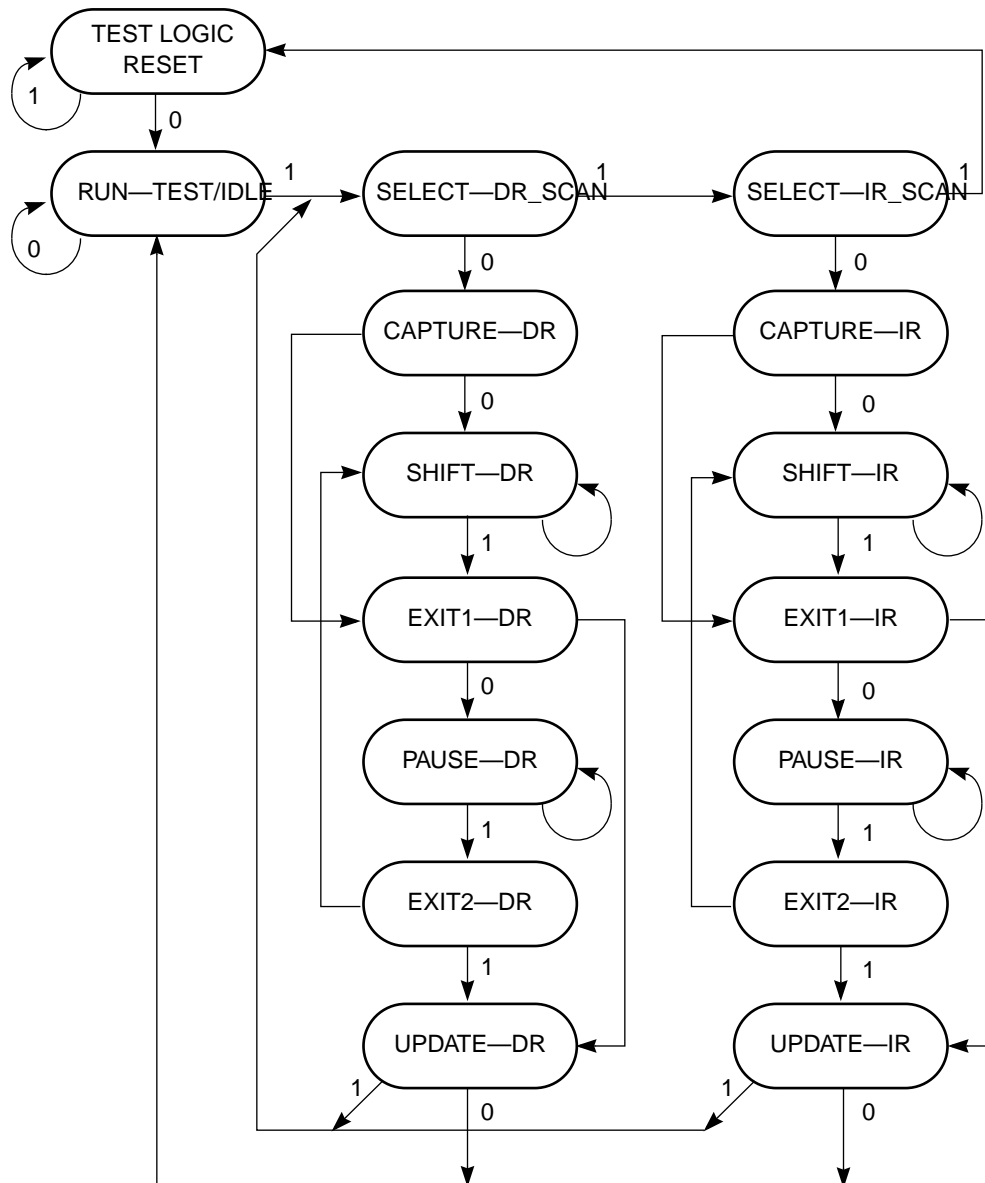 TEST LOGIC
RESET
1
0
RUN—TEST/IDLE
1
SELECT—DR_SCAN
1
SELECT—IR_SCAN
1
0
0
0
CAPTURE—DR
CAPTURE—IR
0
0
SHIFT—DR
SHIFT—IR
1
1
EXIT1—DR
EXIT1—IR
0
0
PAUSE—DR
PAUSE—IR
1
1
EXIT2—DR
EXIT2—IR
1
1
UPDATE—DR
UPDATE—IR
1
0
1
0